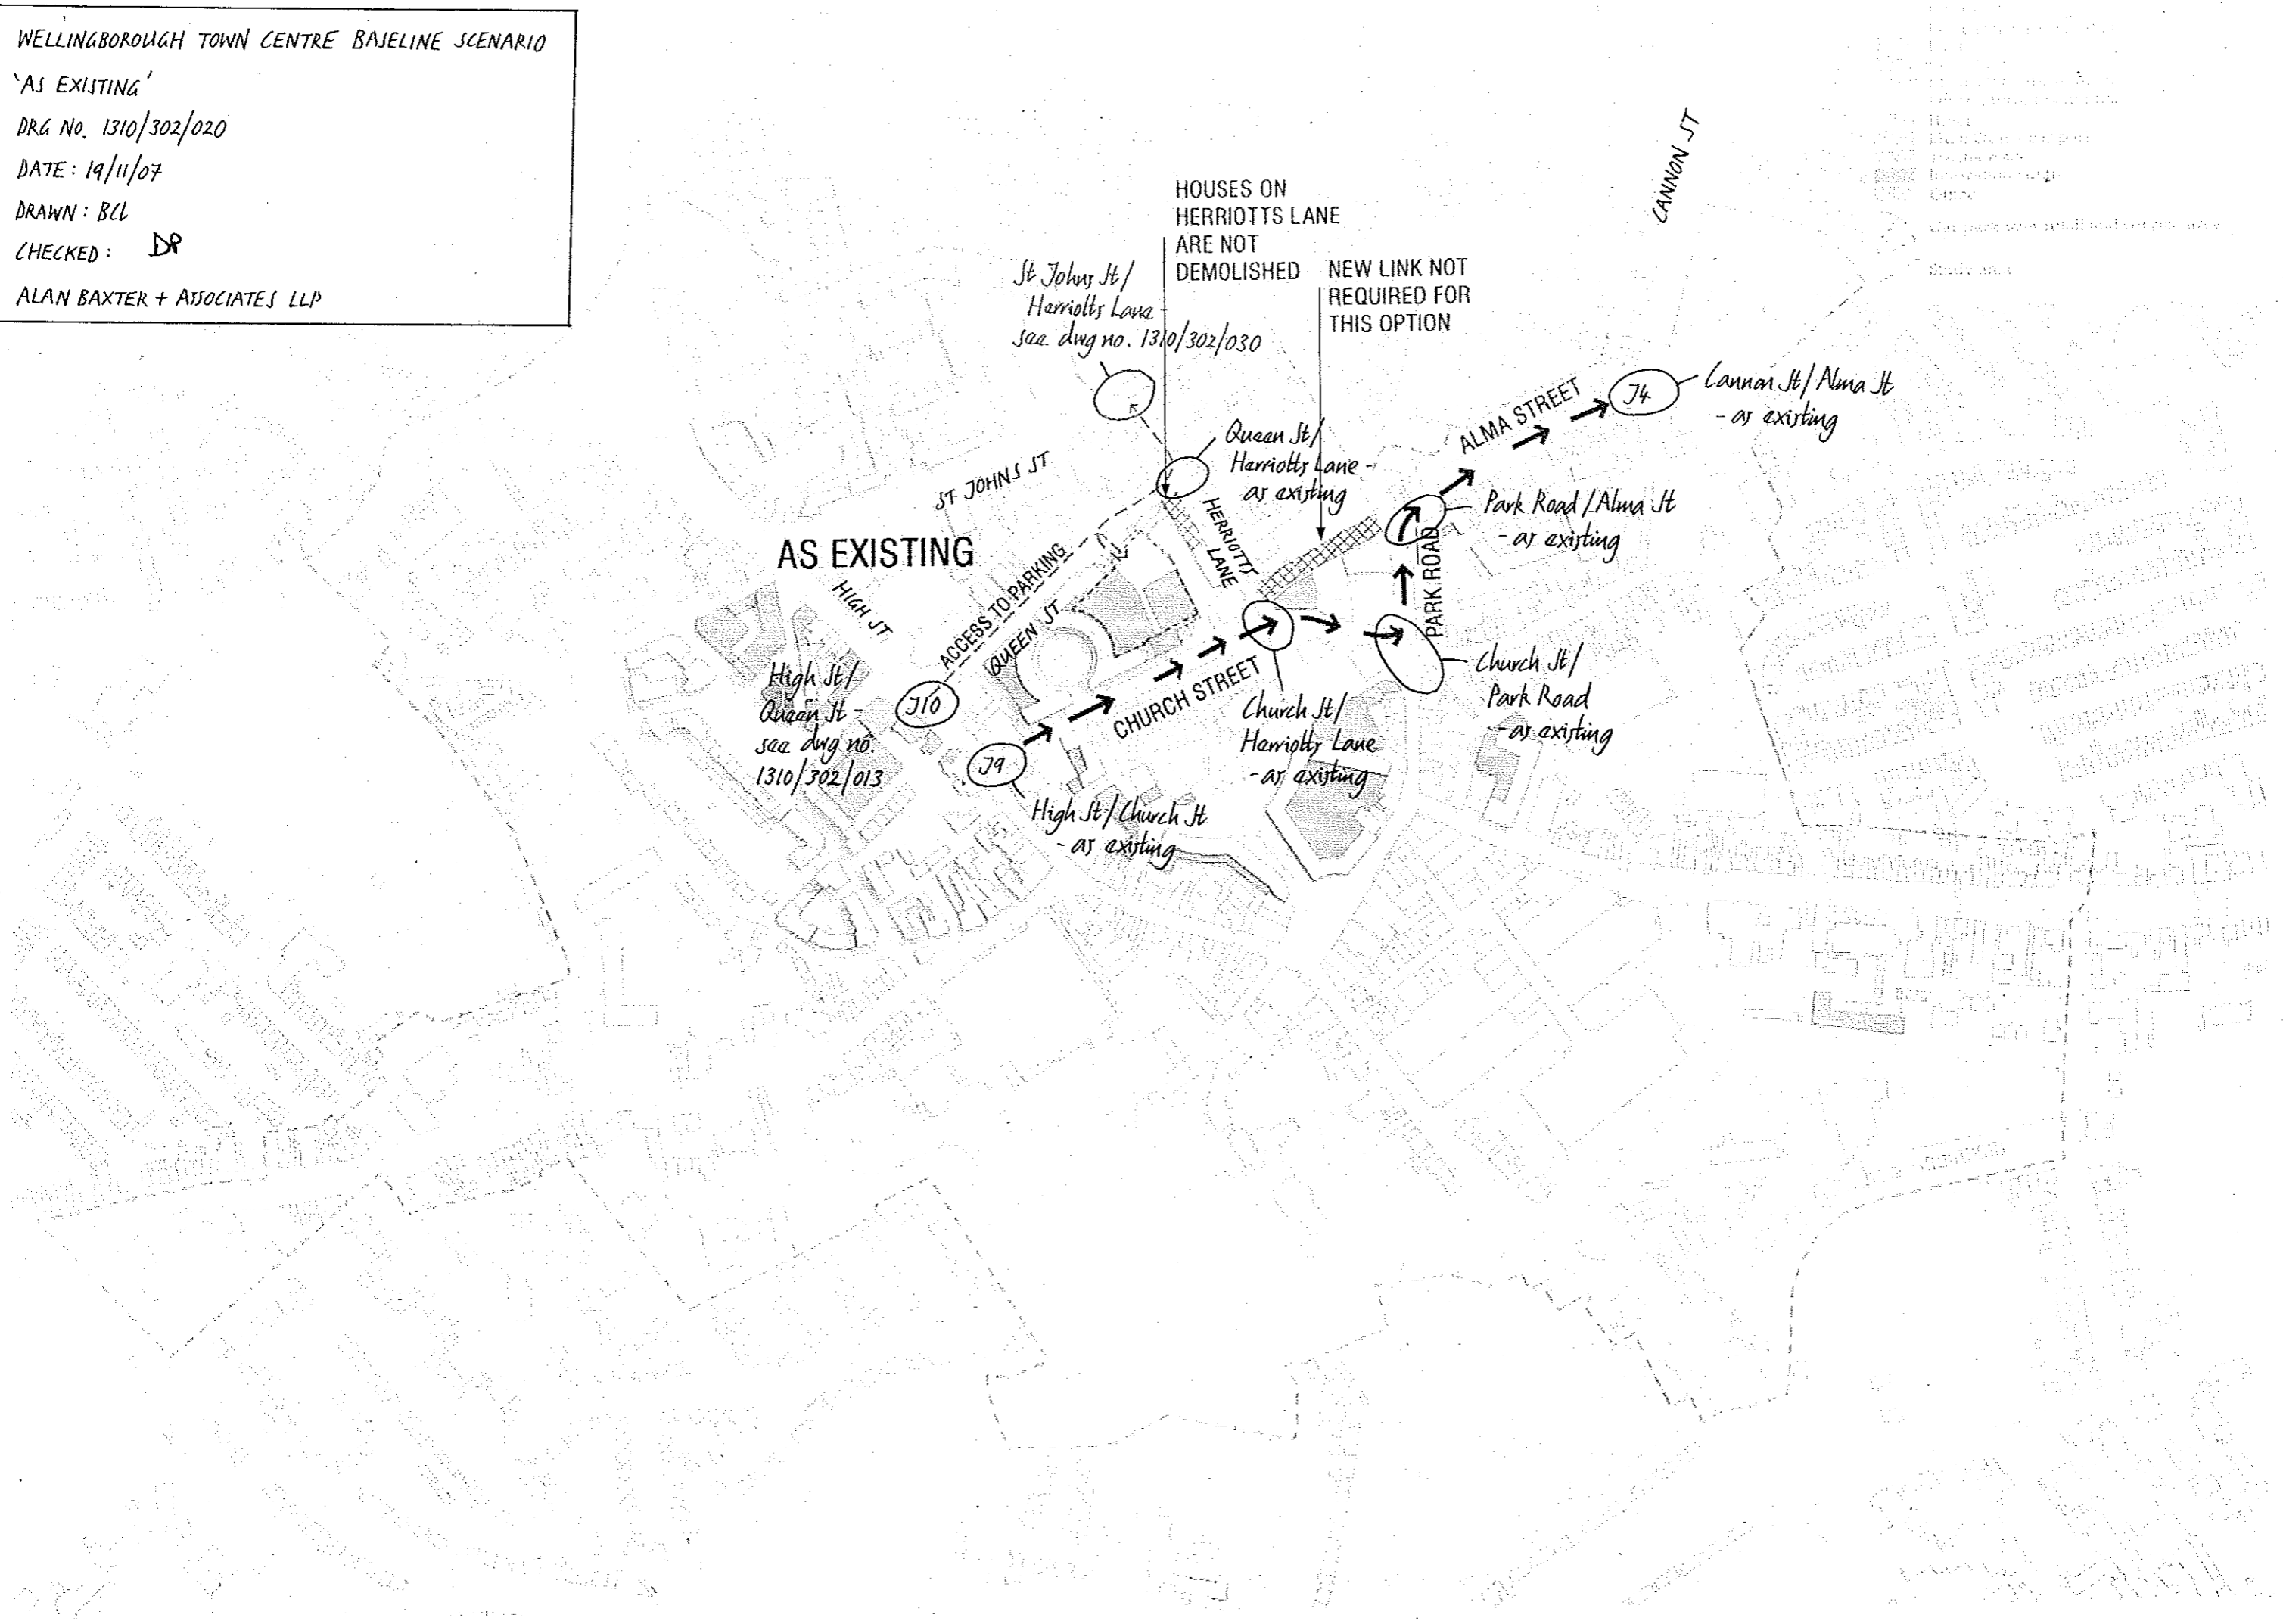 WELLINGBOROUGH TOWN CENTRE BASELINE SCENARIO
'AS EXISTING'
DRG NO. 1310/302/020
DATE: 19/11/07
DRAWN: BCL
CHECKED: DP
ALAN BAXTER + ASSOCIATES LLP
CANNON ST
HOUSES ON
HERRIOTTS LANE
ARE NOT
DEMOLISHED
NEW LINK NOT
REQUIRED FOR
THIS OPTION
St Johns St/
Herriotts Lane -
see dwg no. 1310/302/030
Queen St/
Herriotts Lane -
as existing
ALMA STREET
J4
Cannon St/Alma St
- as existing
Park Road/Alma St
- as existing
ST JOHNS ST
AS EXISTING
HERRIOTTS
LANE
HIGH ST
ACCESS TO PARKING
QUEEN ST
PARK ROAD
High St/
Queen St -
see dwg no.
1310/302/013
J10
J9
CHURCH STREET
Church St/
Herriotts Lane
- as existing
Church St/
Park Road
- as existing
High St/Church St
- as existing
Study area